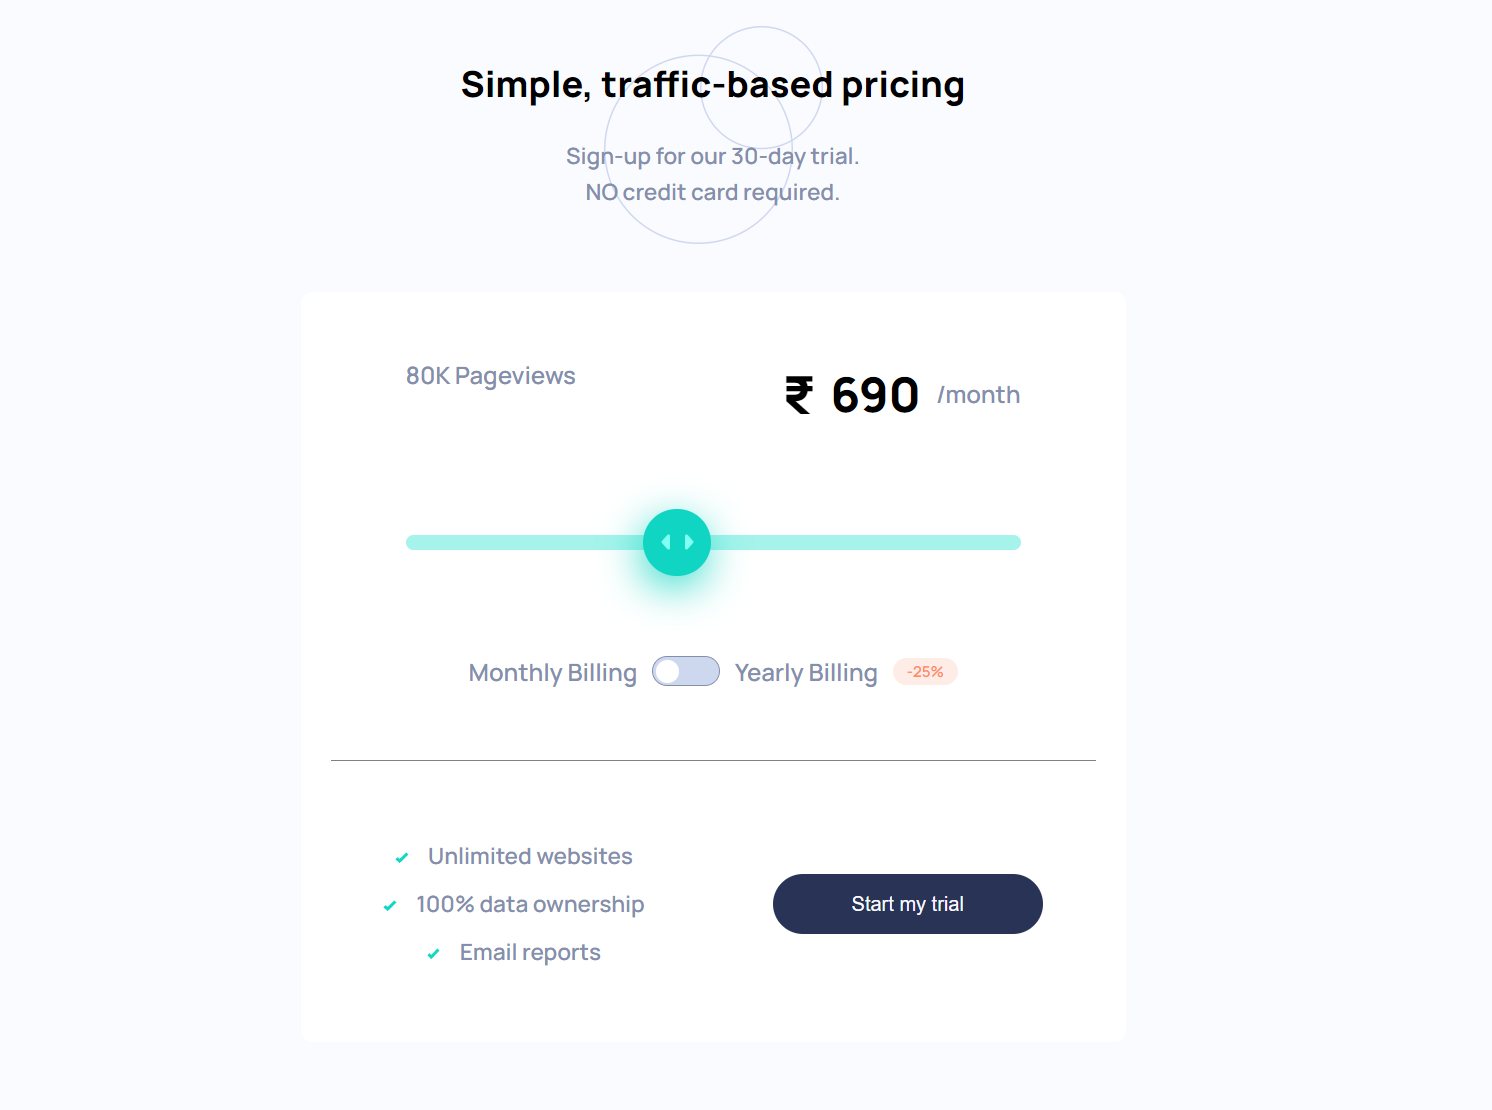 Simple, traffic-based pricing
Sign-up for our 30-day trial.
NO credit card required.
80K Pageviews
₹ 690 /month
Monthly Billing Yearly Billing -25%
Unlimited websites
100% data ownership
Email reports
Start my trial